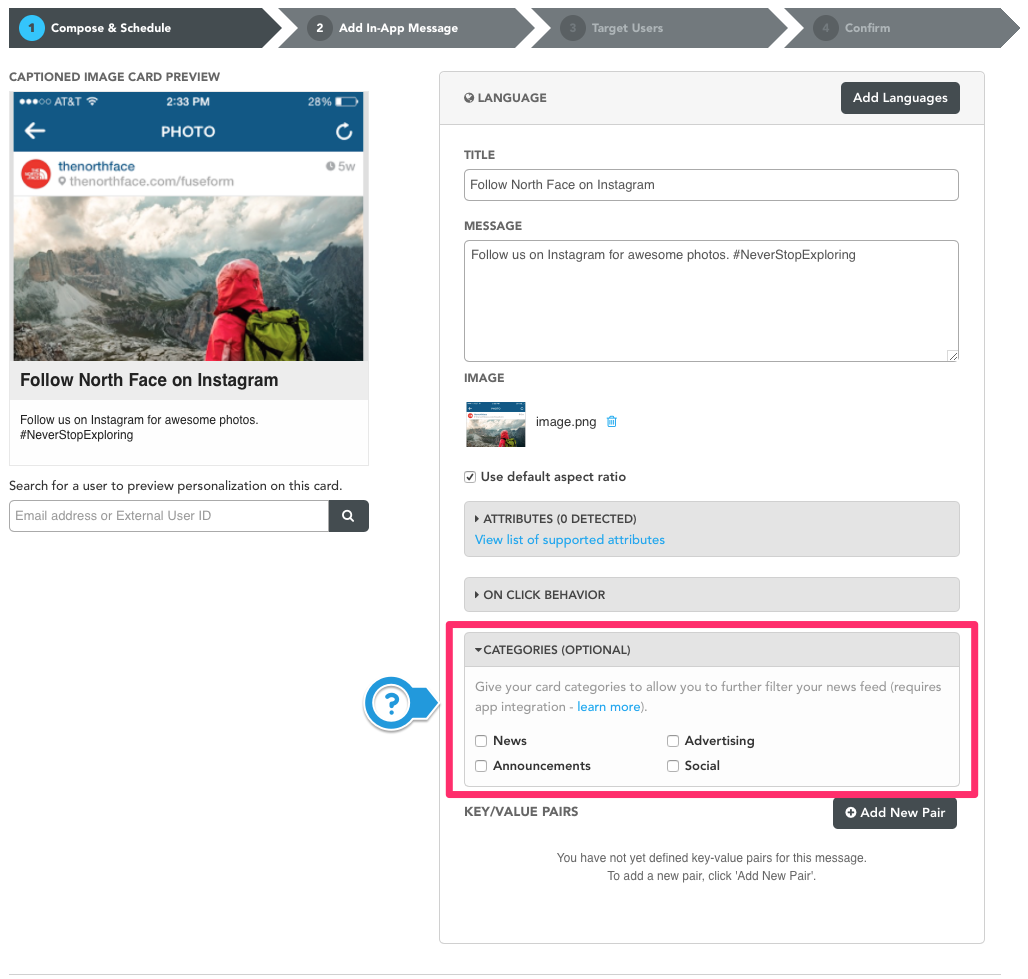 1 Compose & Schedule
2 Add In-App Message
3 Target Users
4 Confirm
CAPTIONED IMAGE CARD PREVIEW
AT&T 2:33 PM 28%
PHOTO
thenorthface 5w
thenorthface.com/fuseform
Follow North Face on Instagram
Follow us on Instagram for awesome photos.
#NeverStopExploring
Search for a user to preview personalization on this card.
Email address or External User ID
LANGUAGE
Add Languages
TITLE
Follow North Face on Instagram
MESSAGE
Follow us on Instagram for awesome photos. #NeverStopExploring
IMAGE
image.png
Use default aspect ratio
ATTRIBUTES (0 DETECTED)
View list of supported attributes
ON CLICK BEHAVIOR
CATEGORIES (OPTIONAL)
?
Give your card categories to allow you to further filter your news feed (requires
app integration - learn more).
News Advertising
Announcements Social
KEY/VALUE PAIRS
Add New Pair
You have not yet defined key-value pairs for this message.
To add a new pair, click 'Add New Pair'.